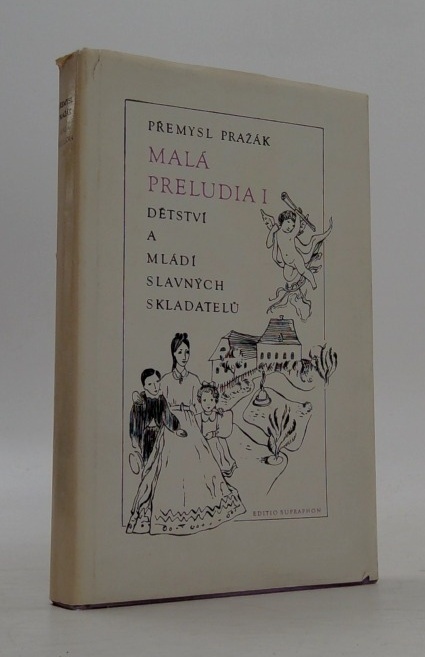 PŘEMYSL PRAŽÁK
MALÁ
PRELUDIA I
DĚTSTVÍ
A
MLÁDÍ
SLAVNÝCH
SKLADATELŮ
EDITIO SUPRAPHON